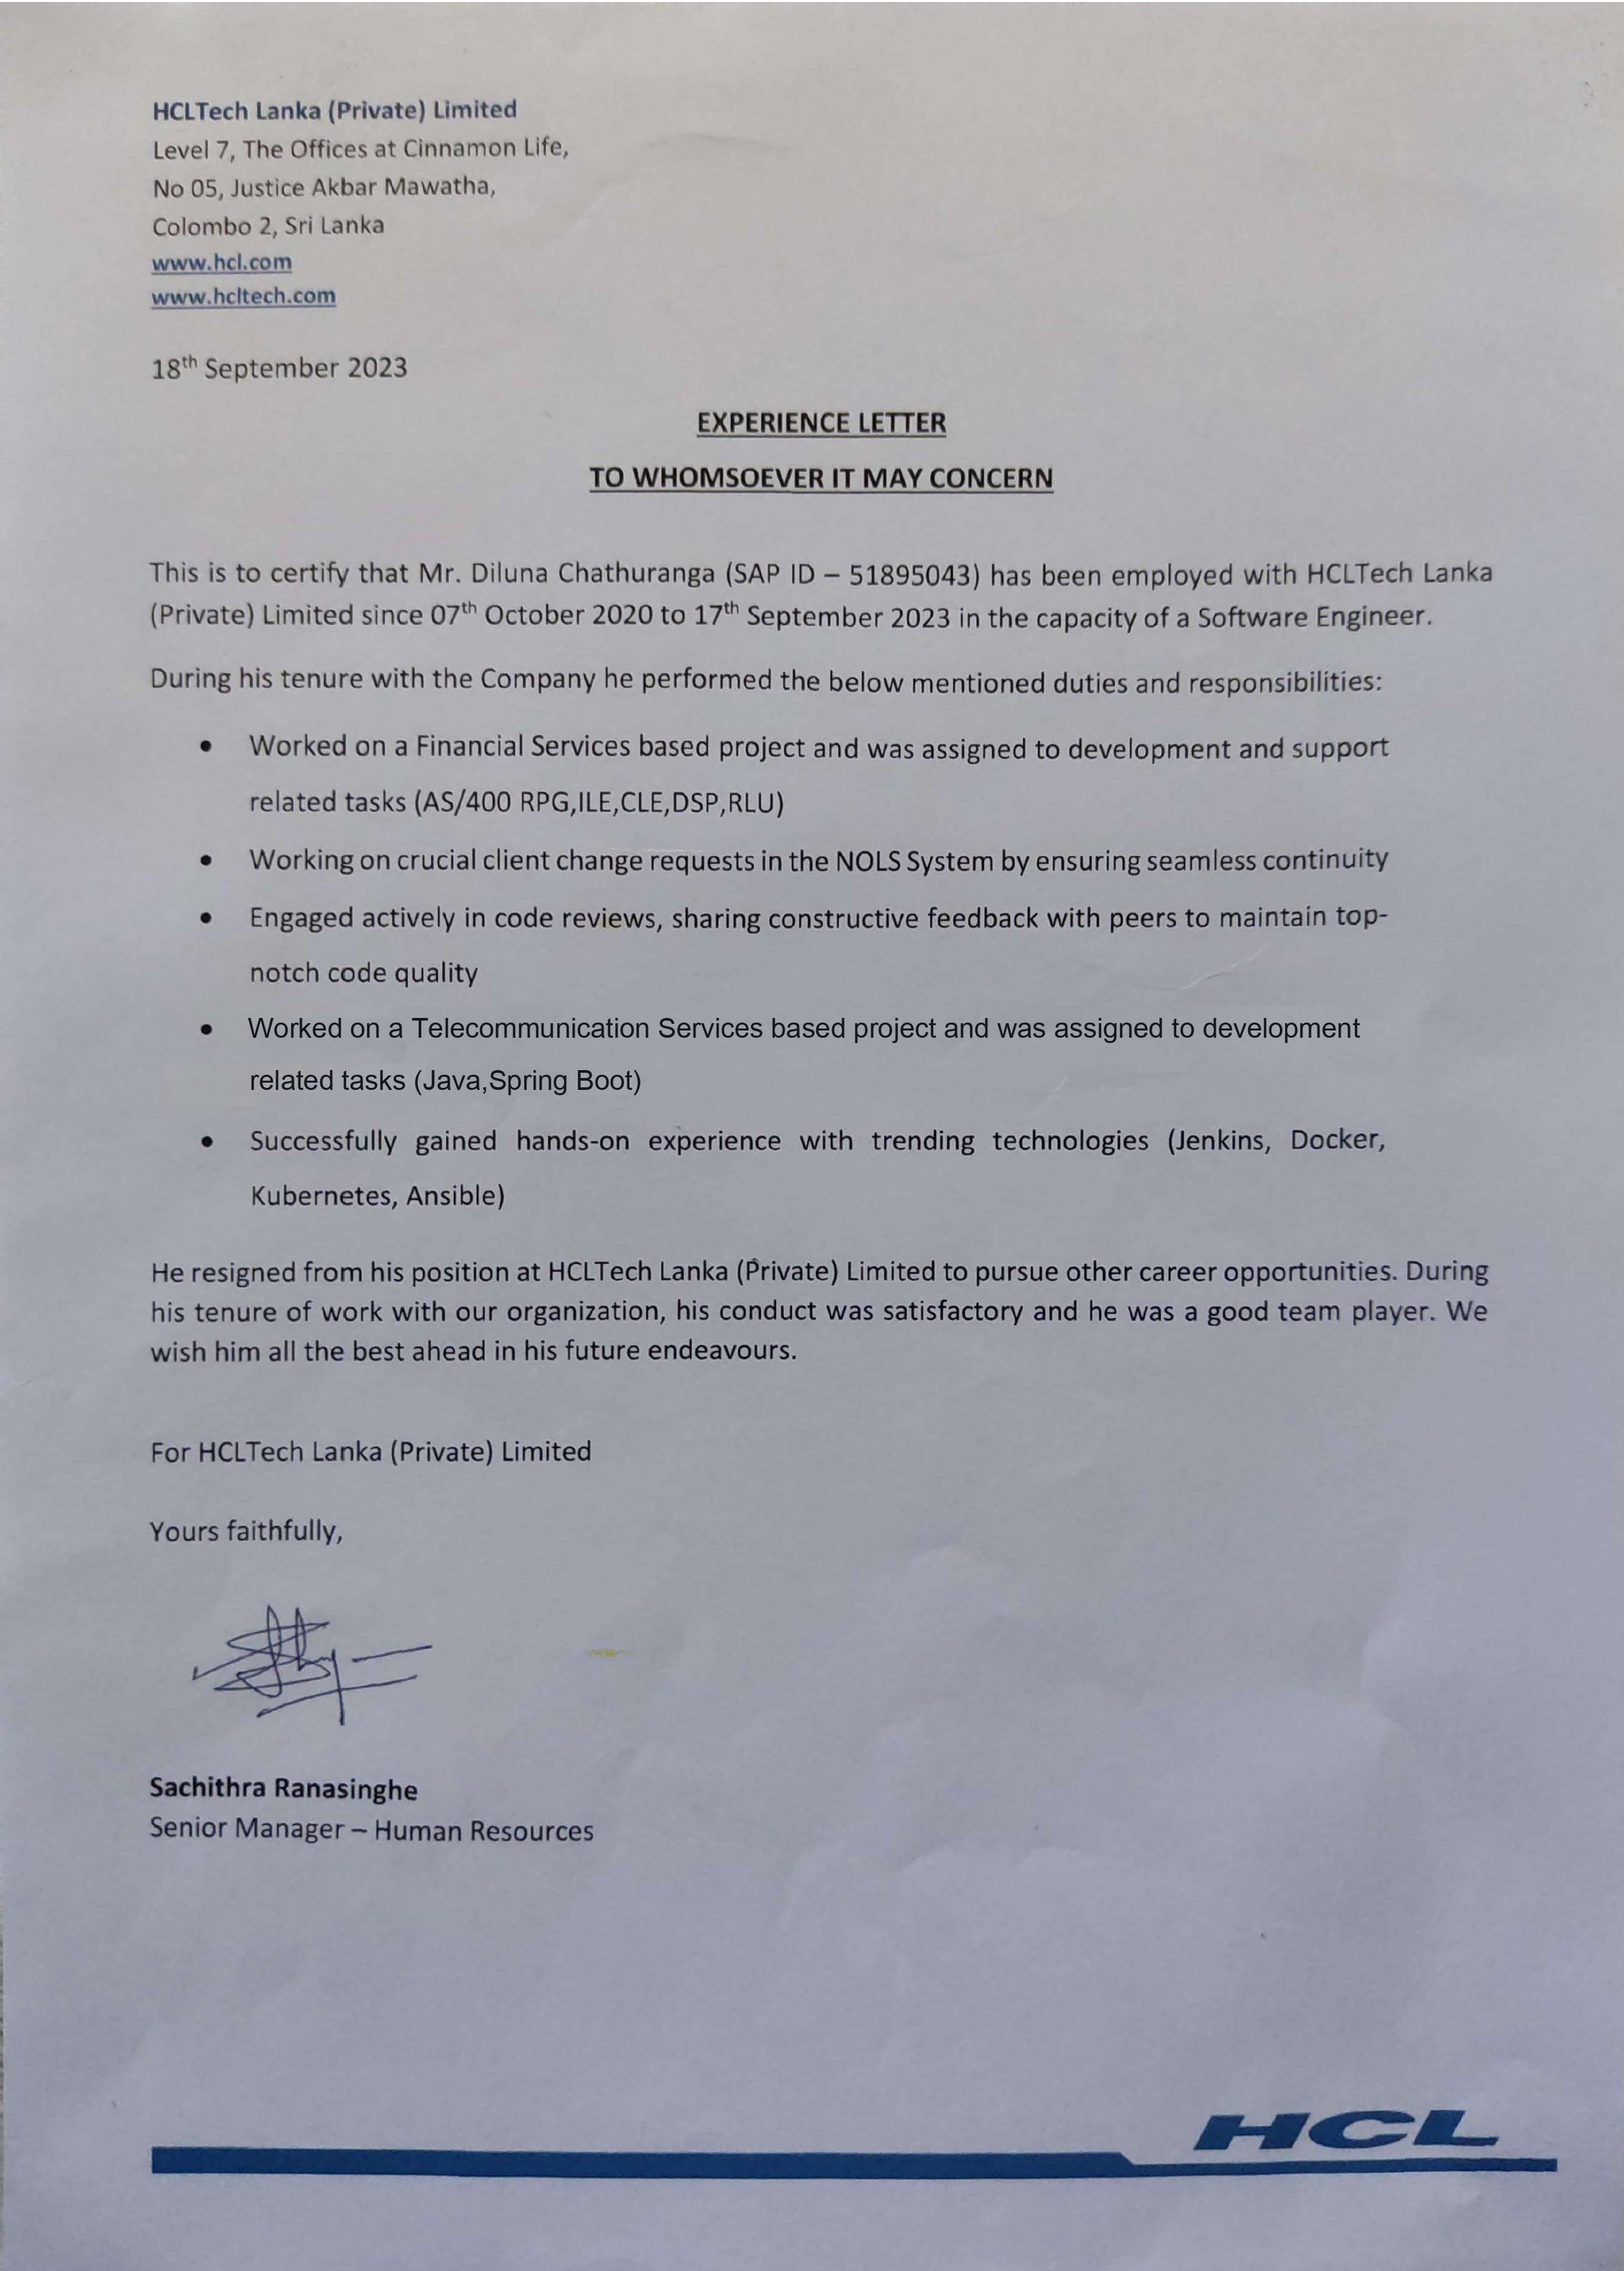 HCLTech Lanka (Private) Limited
Level 7, The Offices at Cinnamon Life,
No 05, Justice Akbar Mawatha,
Colombo 2, Sri Lanka
www.hcl.com
www.hcltech.com
18th September 2023
EXPERIENCE LETTER
TO WHOMSOEVER IT MAY CONCERN
This is to certify that Mr. Diluna Chathuranga (SAP ID – 51895043) has been employed with HCLTech Lanka
(Private) Limited since 07th October 2020 to 17th September 2023 in the capacity of a Software Engineer.
During his tenure with the Company he performed the below mentioned duties and responsibilities:
• Worked on a Financial Services based project and was assigned to development and support
related tasks (AS/400 RPG,ILE,CLE,DSP,RLU)
• Working on crucial client change requests in the NOLS System by ensuring seamless continuity
• Engaged actively in code reviews, sharing constructive feedback with peers to maintain top-
notch code quality
• Worked on a Telecommunication Services based project and was assigned to development
related tasks (Java,Spring Boot)
• Successfully gained hands-on experience with trending technologies (Jenkins, Docker,
Kubernetes, Ansible)
He resigned from his position at HCLTech Lanka (Private) Limited to pursue other career opportunities. During
his tenure of work with our organization, his conduct was satisfactory and he was a good team player. We
wish him all the best ahead in his future endeavours.
For HCLTech Lanka (Private) Limited
Yours faithfully,
Sachithra Ranasinghe
Senior Manager – Human Resources
HCL